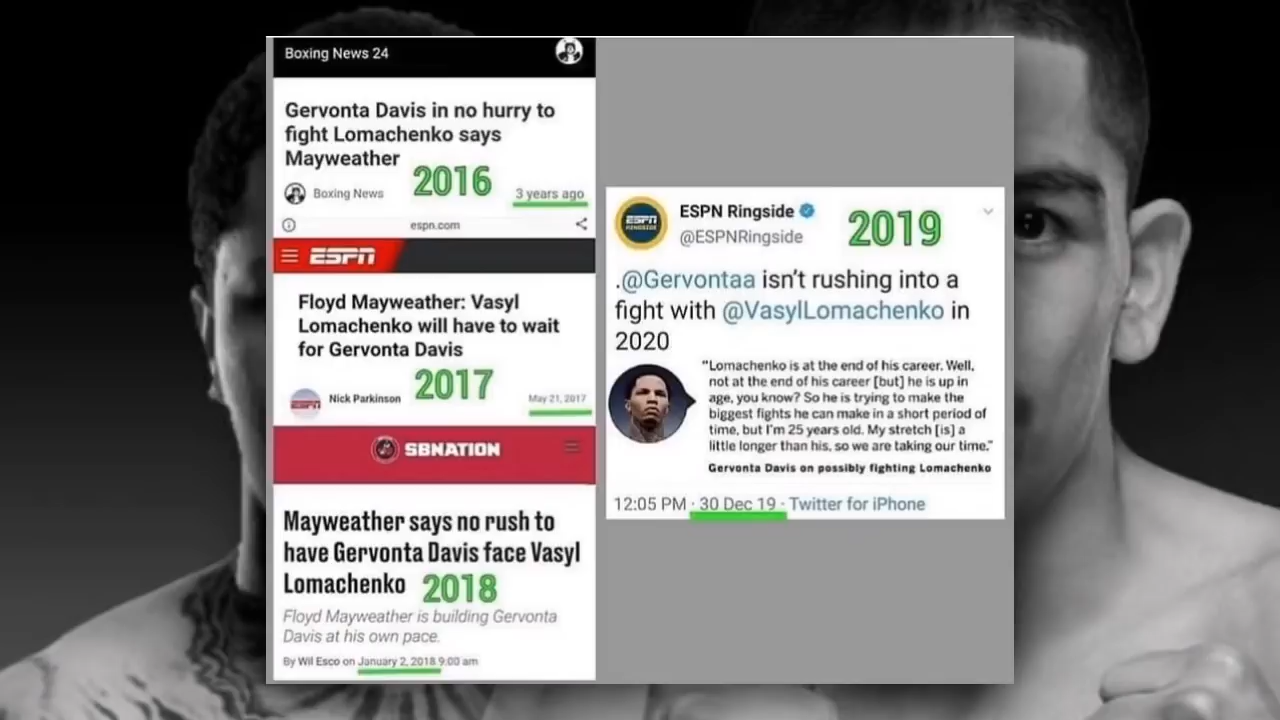 Boxing News 24
Gervonta Davis in no hurry to
fight Lomachenko says
Mayweather
2016
Boxing News
3 years ago
espn.com
ESPN
Floyd Mayweather: Vasyl
Lomachenko will have to wait
for Gervonta Davis
2017
Nick Parkinson
May 21, 2017
SBNATION
Mayweather says no rush to
have Gervonta Davis face Vasyl
Lomachenko
2018
Floyd Mayweather is building Gervonta
Davis at his own pace.
By Wil Esco on January 2, 2018 9:00 am
ESPN
RINGSIDE
ESPN Ringside
2019
@ESPNRingside
.@Gervontaa isn't rushing into a
fight with @VasylLomachenko in
2020
"Lomachenko is at the end of his career. Well,
not at the end of his career [but] he is up in
age, you know? So he is trying to make the
biggest fights he can make in a short period of
time, but I'm 25 years old. My stretch [is] a
little longer than his, so we are taking our time."
Gervonta Davis on possibly fighting Lomachenko
12:05 PM · 30 Dec 19 · Twitter for iPhone